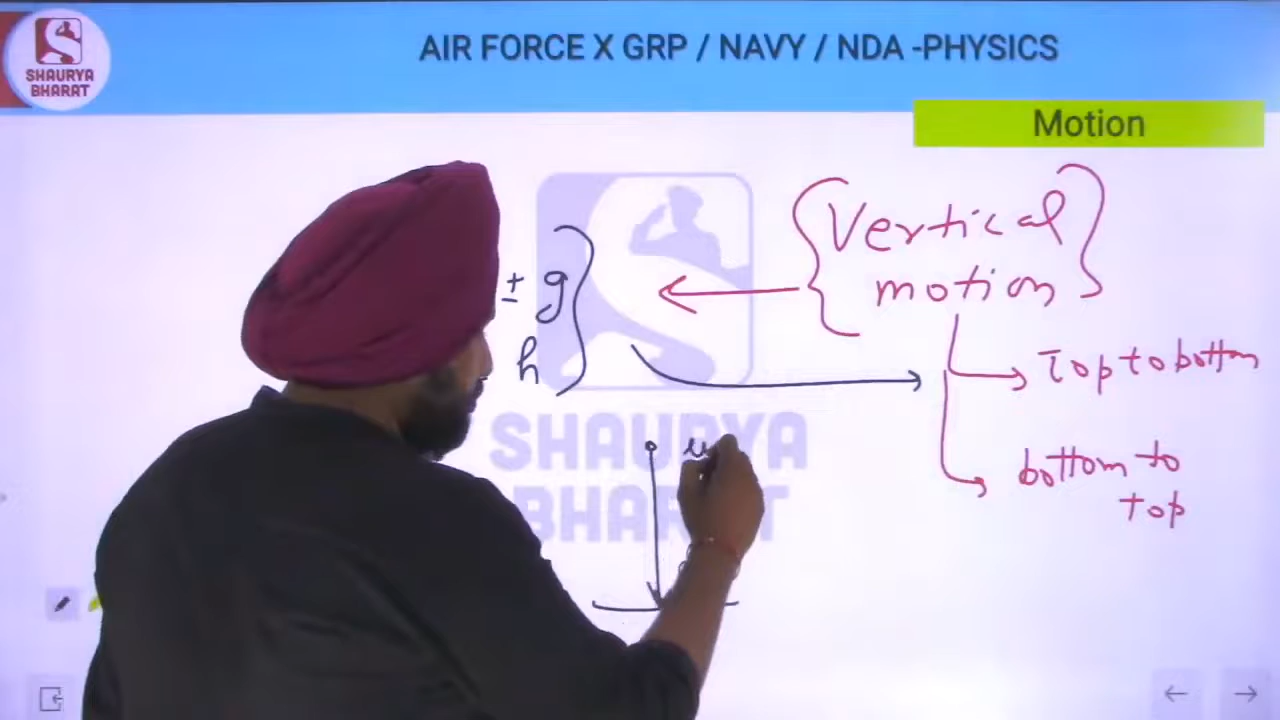 SHAURYA
BHARAT
AIR FORCE X GRP / NAVY / NDA -PHYSICS
Motion
Vertical
motion
± g
h
Top to bottom
SHAURYA
BHARAT
u
bottom to
top